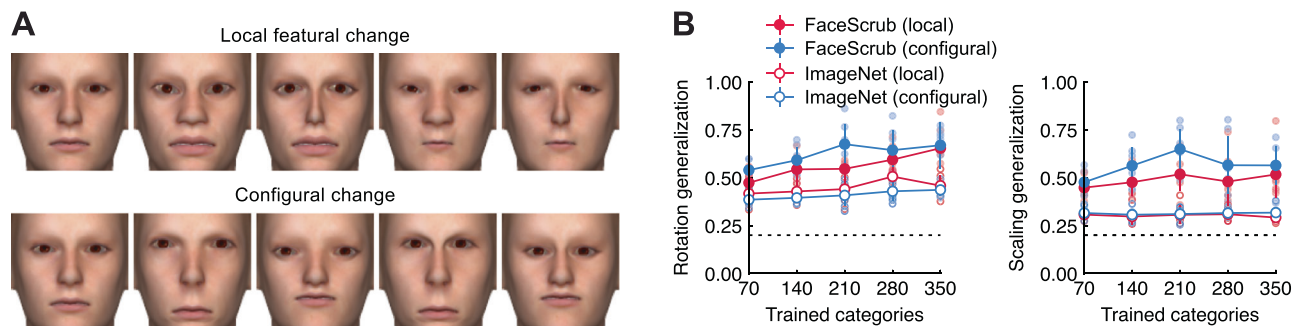 A
Local featural change
Configural change
B
FaceScrub (local)
FaceScrub (configural)
ImageNet (local)
ImageNet (configural)
Rotation generalization
1.00
0.75
0.50
0.25
0.00
70 140 210 280 350
Trained categories
Scaling generalization
1.00
0.75
0.50
0.25
0.00
70 140 210 280 350
Trained categories